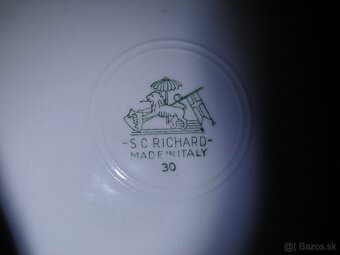 -S C RICHARD-
MADE IN ITALY
30
Bazos.sk